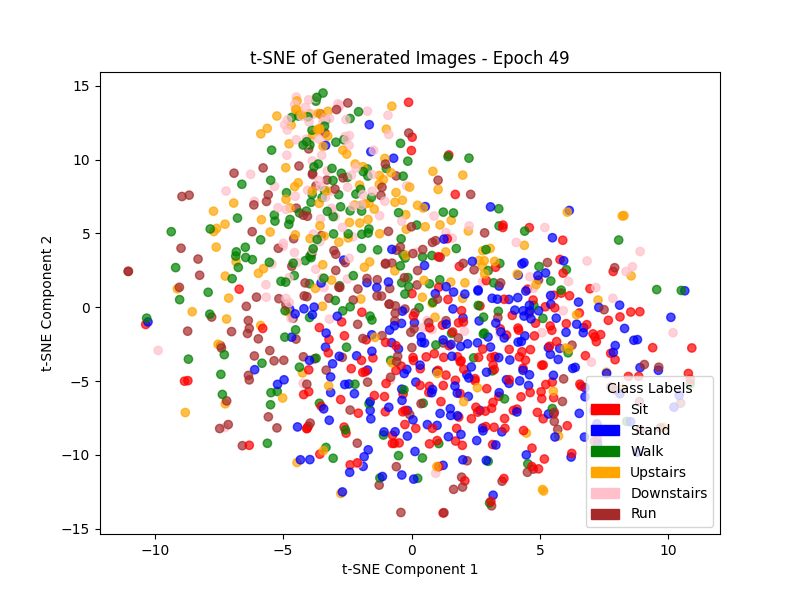 t-SNE of Generated Images - Epoch 49
t-SNE Component 2
15
10
5
0
−5
−10
−15
−10
−5
0
5
10
t-SNE Component 1
Class Labels
Sit
Stand
Walk
Upstairs
Downstairs
Run